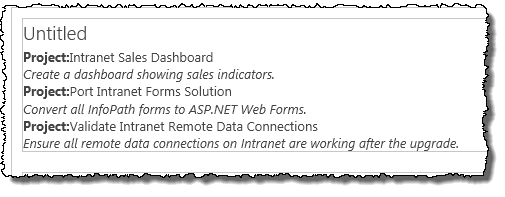 Untitled
Project:Intranet Sales Dashboard
Create a dashboard showing sales indicators.
Project:Port Intranet Forms Solution
Convert all InfoPath forms to ASP.NET Web Forms.
Project:Validate Intranet Remote Data Connections
Ensure all remote data connections on Intranet are working after the upgrade.